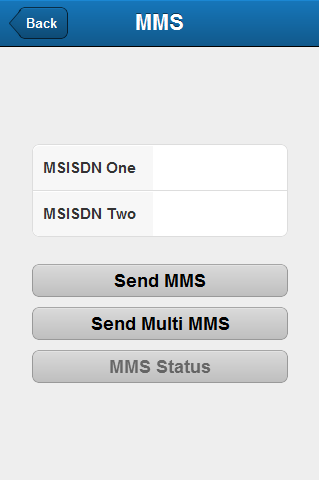 Back
MMS
MSISDN One
MSISDN Two
Send MMS
Send Multi MMS
MMS Status